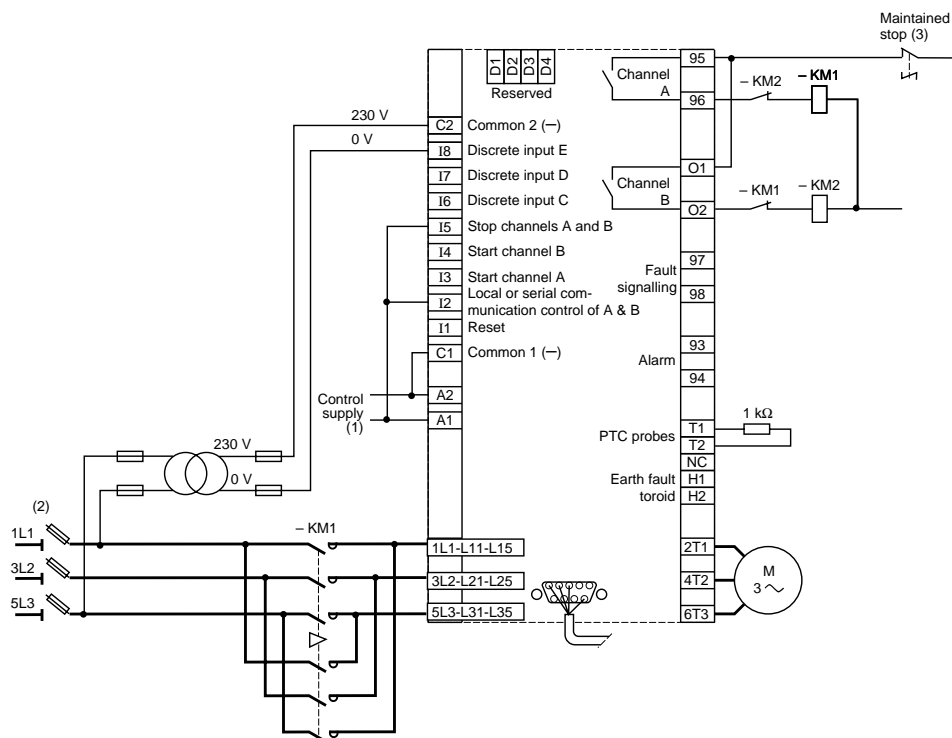 Maintained
stop (3)
D1
D2
D3
D4
Reserved
95
Channel
A
96
– KM2
– KM1
230 V
C2
Common 2 (–)
0 V
I8
Discrete input E
I7
Discrete input D
I6
Discrete input C
O1
Channel
B
O2
– KM1
– KM2
I5
Stop channels A and B
I4
Start channel B
I3
Start channel A
I2
Local or serial com-
munication control of A & B
I1
Reset
C1
Common 1 (–)
97
Fault
signalling
98
93
Alarm
94
Control
supply
(1)
A2
A1
T1
PTC probes
T2
1 kΩ
NC
Earth fault
toroid
H1
H2
230 V
0 V
(2)
1L1
3L2
5L3
– KM1
1L1-L11-L15
3L2-L21-L25
5L3-L31-L35
2T1
4T2
6T3
M
3 ~